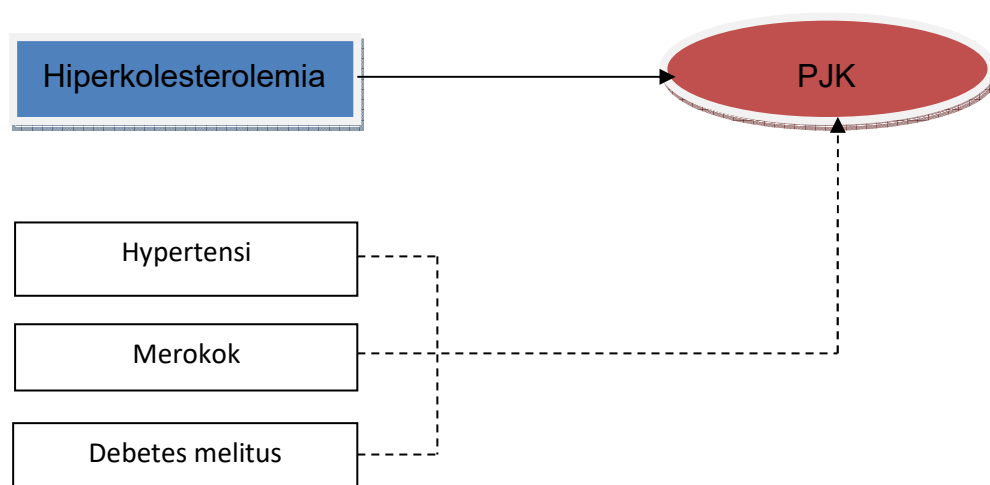 Hiperkolesterolemia
PJK
Hypertensi
Merokok
Debetes melitus